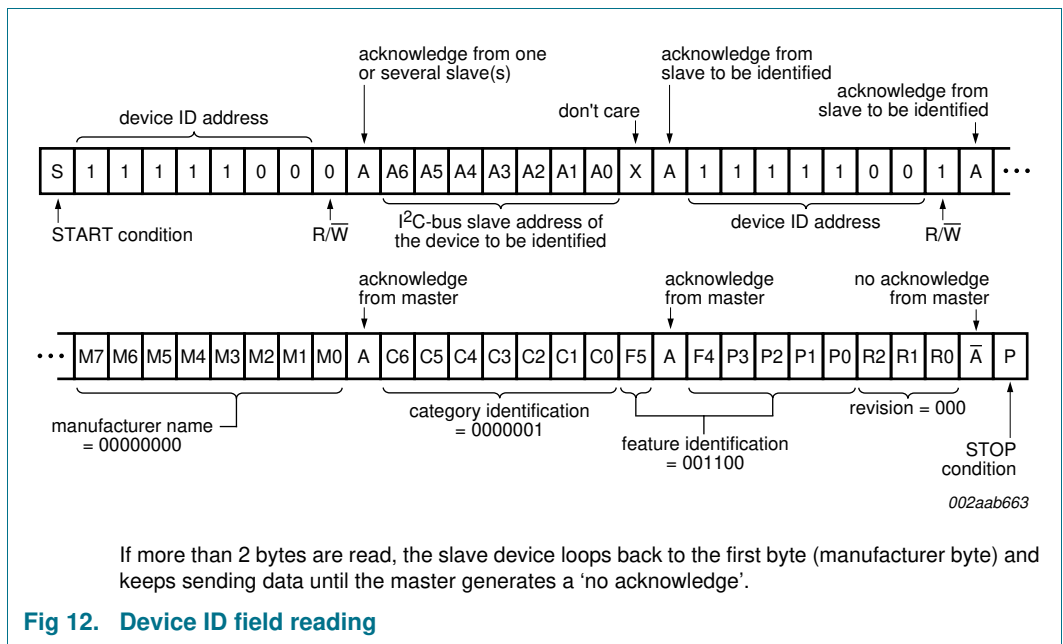 acknowledge from one
or several slave(s)
acknowledge from
slave to be identified
acknowledge from
slave to be identified
device ID address
don't care
S 1 1 1 1 1 0 0 0 A A6 A5 A4 A3 A2 A1 A0 X A 1 1 1 1 1 0 0 1 A •••
START condition
R/W̅
I²C-bus slave address of
the device to be identified
device ID address
R/W̅
acknowledge
from master
acknowledge
from master
no acknowledge
from master
••• M7 M6 M5 M4 M3 M2 M1 M0 A C6 C5 C4 C3 C2 C1 C0 F5 A F4 P3 P2 P1 P0 R2 R1 R0 A̅ P
manufacturer name
= 00000000
category identification
= 0000001
feature identification
= 001100
revision = 000
STOP
condition
002aab663
If more than 2 bytes are read, the slave device loops back to the first byte (manufacturer byte) and
keeps sending data until the master generates a ‘no acknowledge’.
Fig 12. Device ID field reading